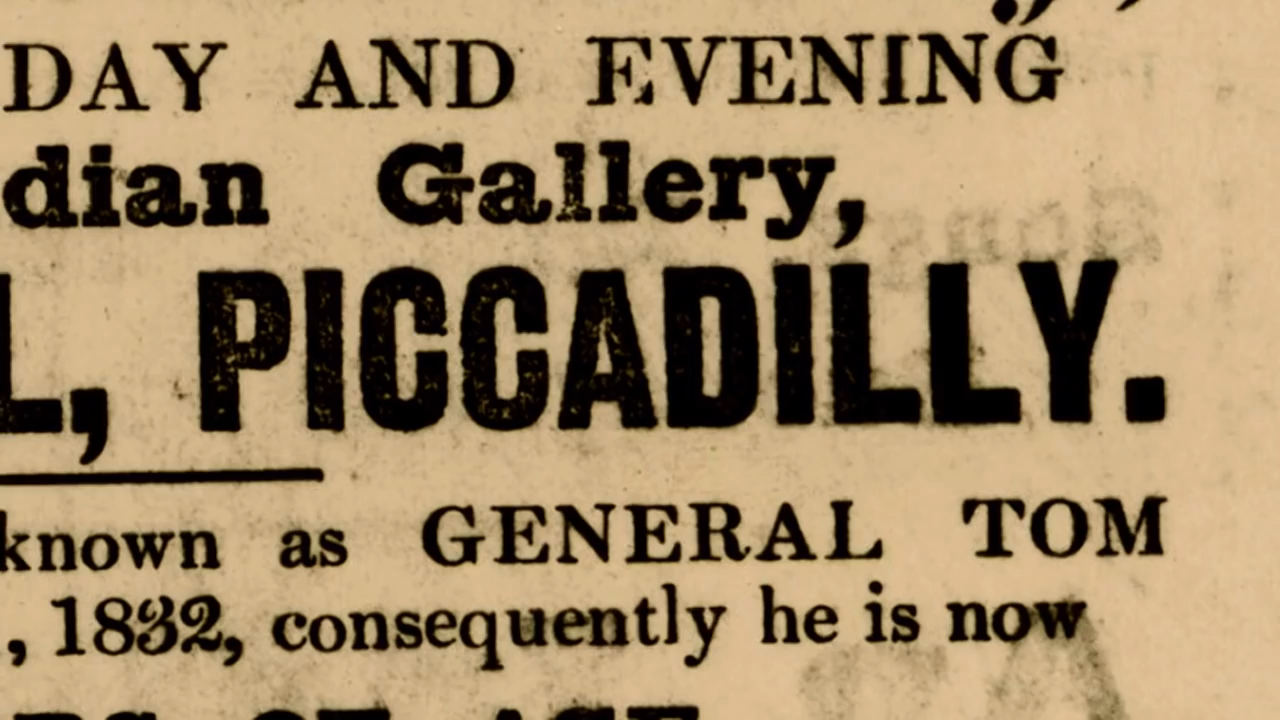 DAY AND EVENING
dian Gallery,
L, PICCADILLY.
known as GENERAL TOM
, 1832, consequently he is now